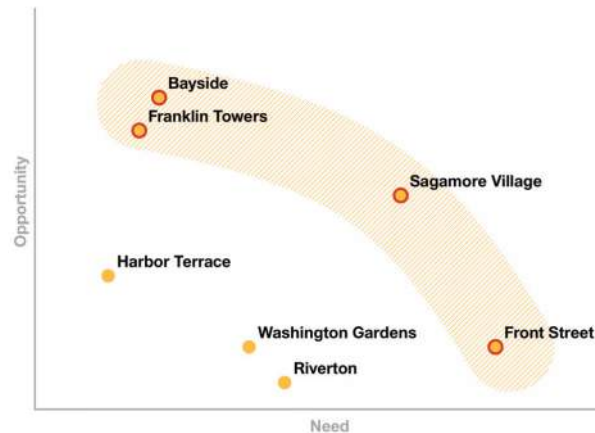 Bayside
Franklin Towers
Sagamore Village
Opportunity
Harbor Terrace
Washington Gardens
Front Street
Riverton
Need